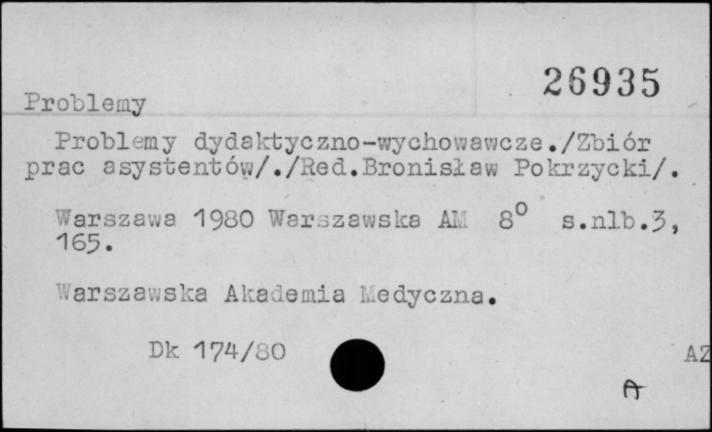 26935
Problemy
Problemy dydaktyczno-wychowawcze./Zbiór
prac asystentów/./Red.Bronisław Pokrzycki/.
Warszawa 1980 Warszawska AM 8° s.nlb.3,
165.
Warszawska Akademia Medyczna.
Dk 174/80
AZ
A